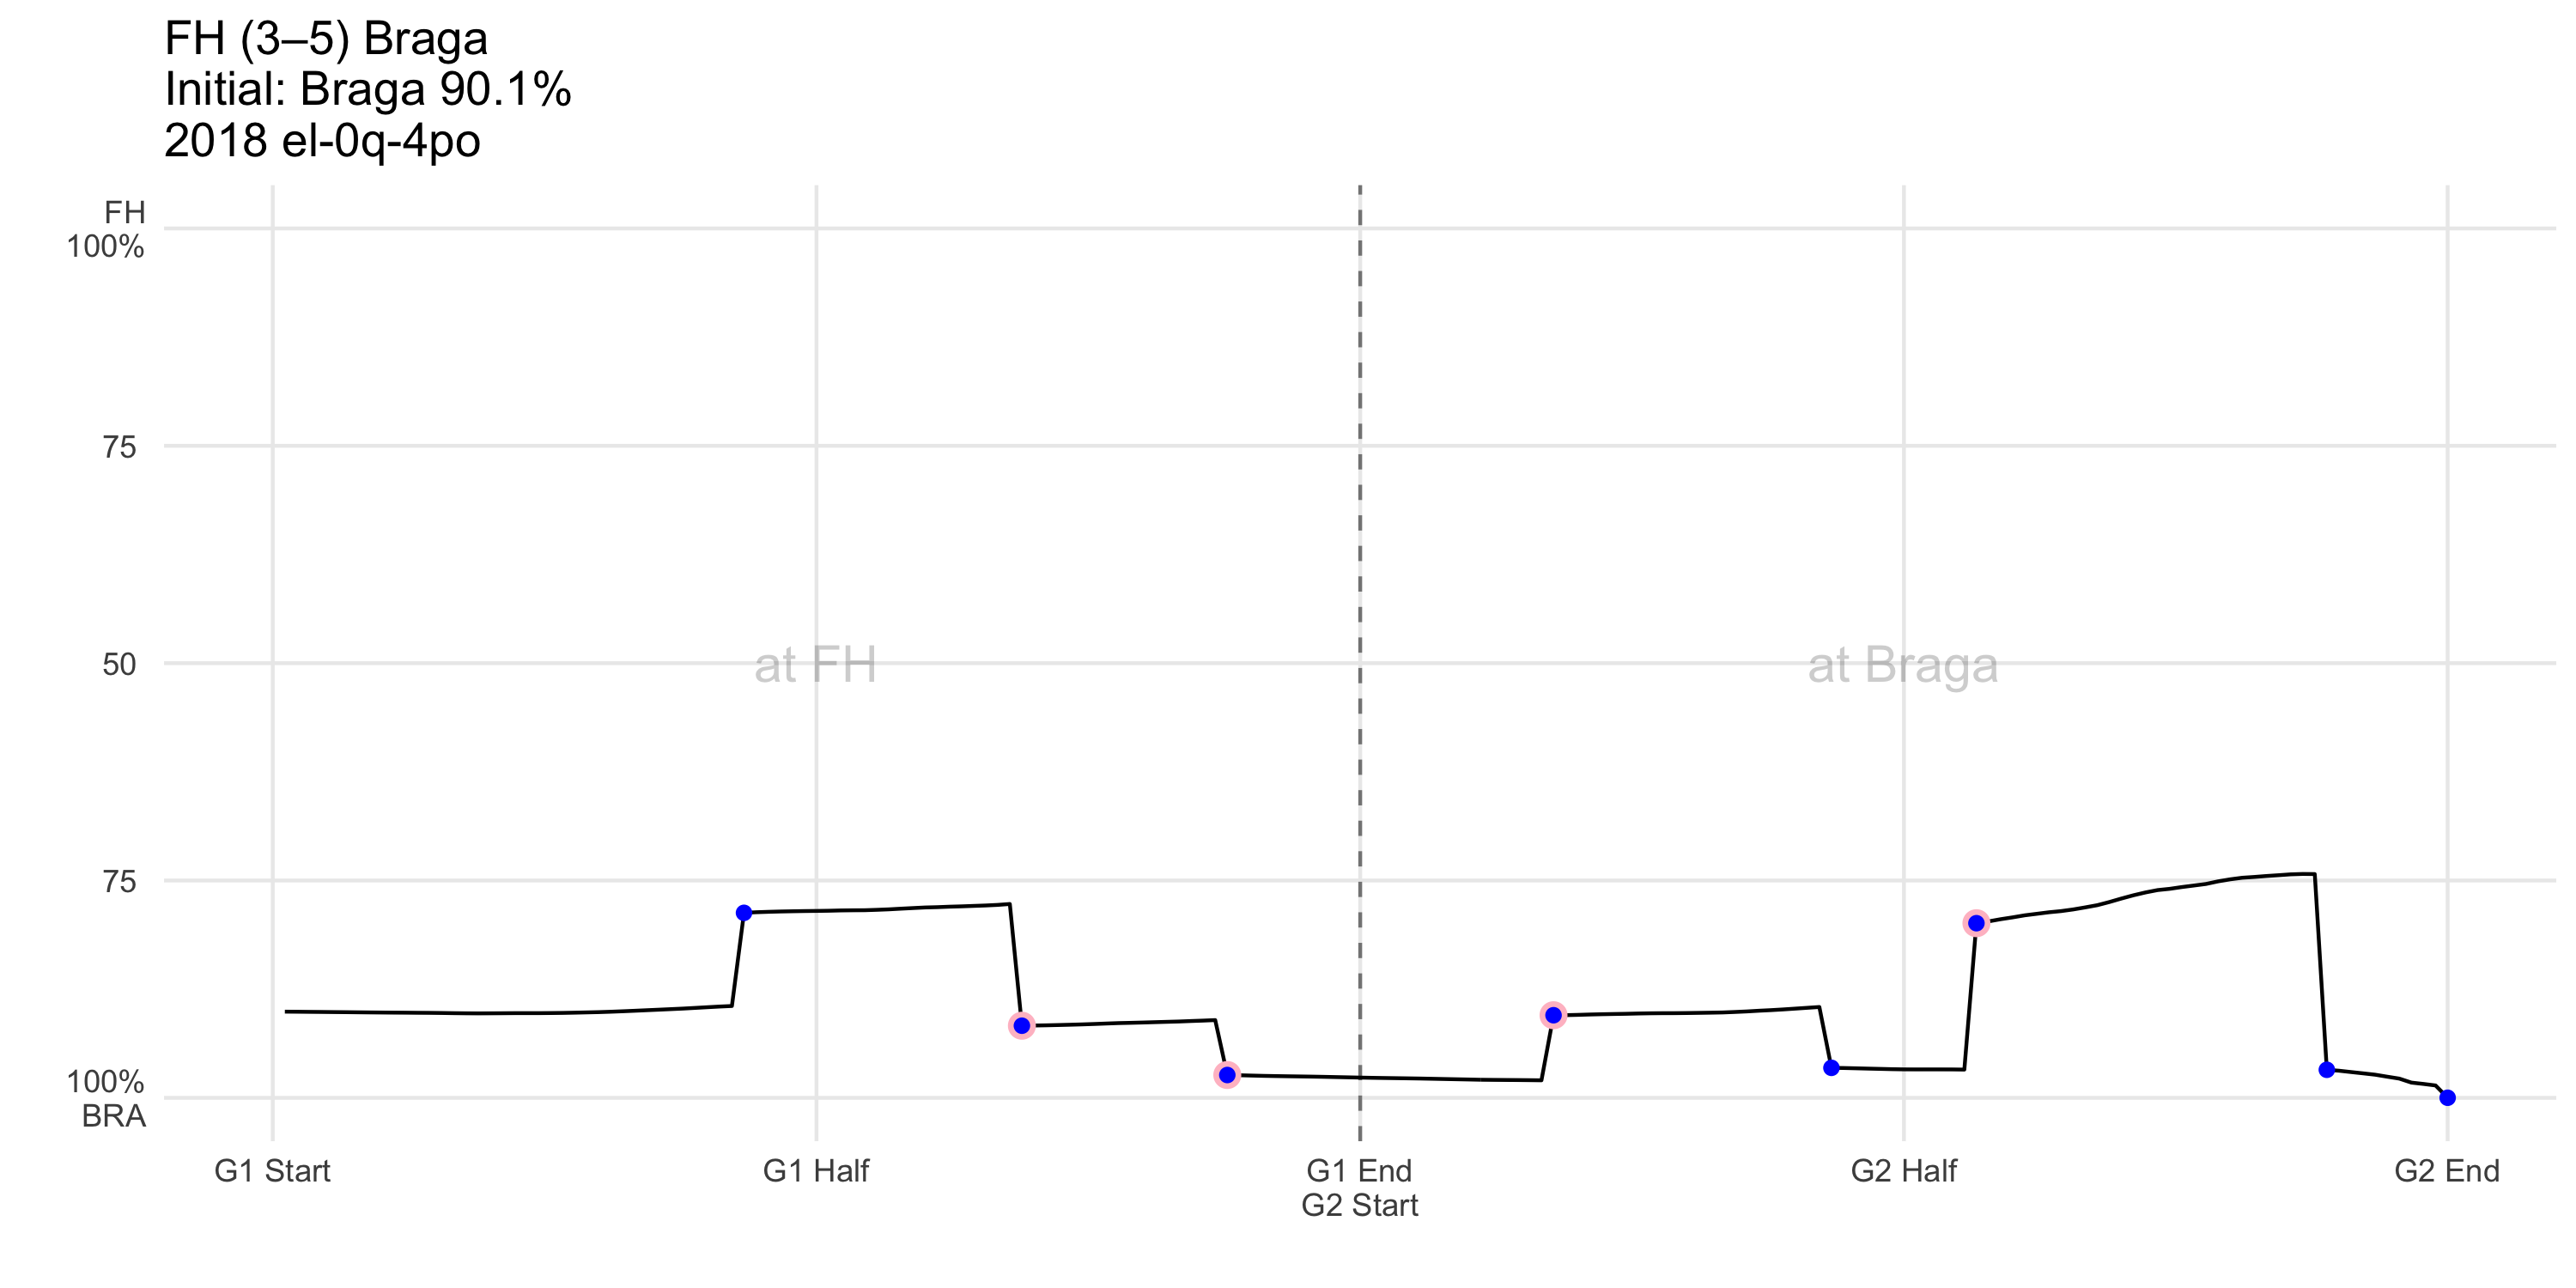 FH (3–5) Braga
Initial: Braga 90.1%
2018 el-0q-4po
FH
100%
75
50
75
100%
BRA
at FH
at Braga
G1 Start
G1 Half
G1 End
G2 Start
G2 Half
G2 End